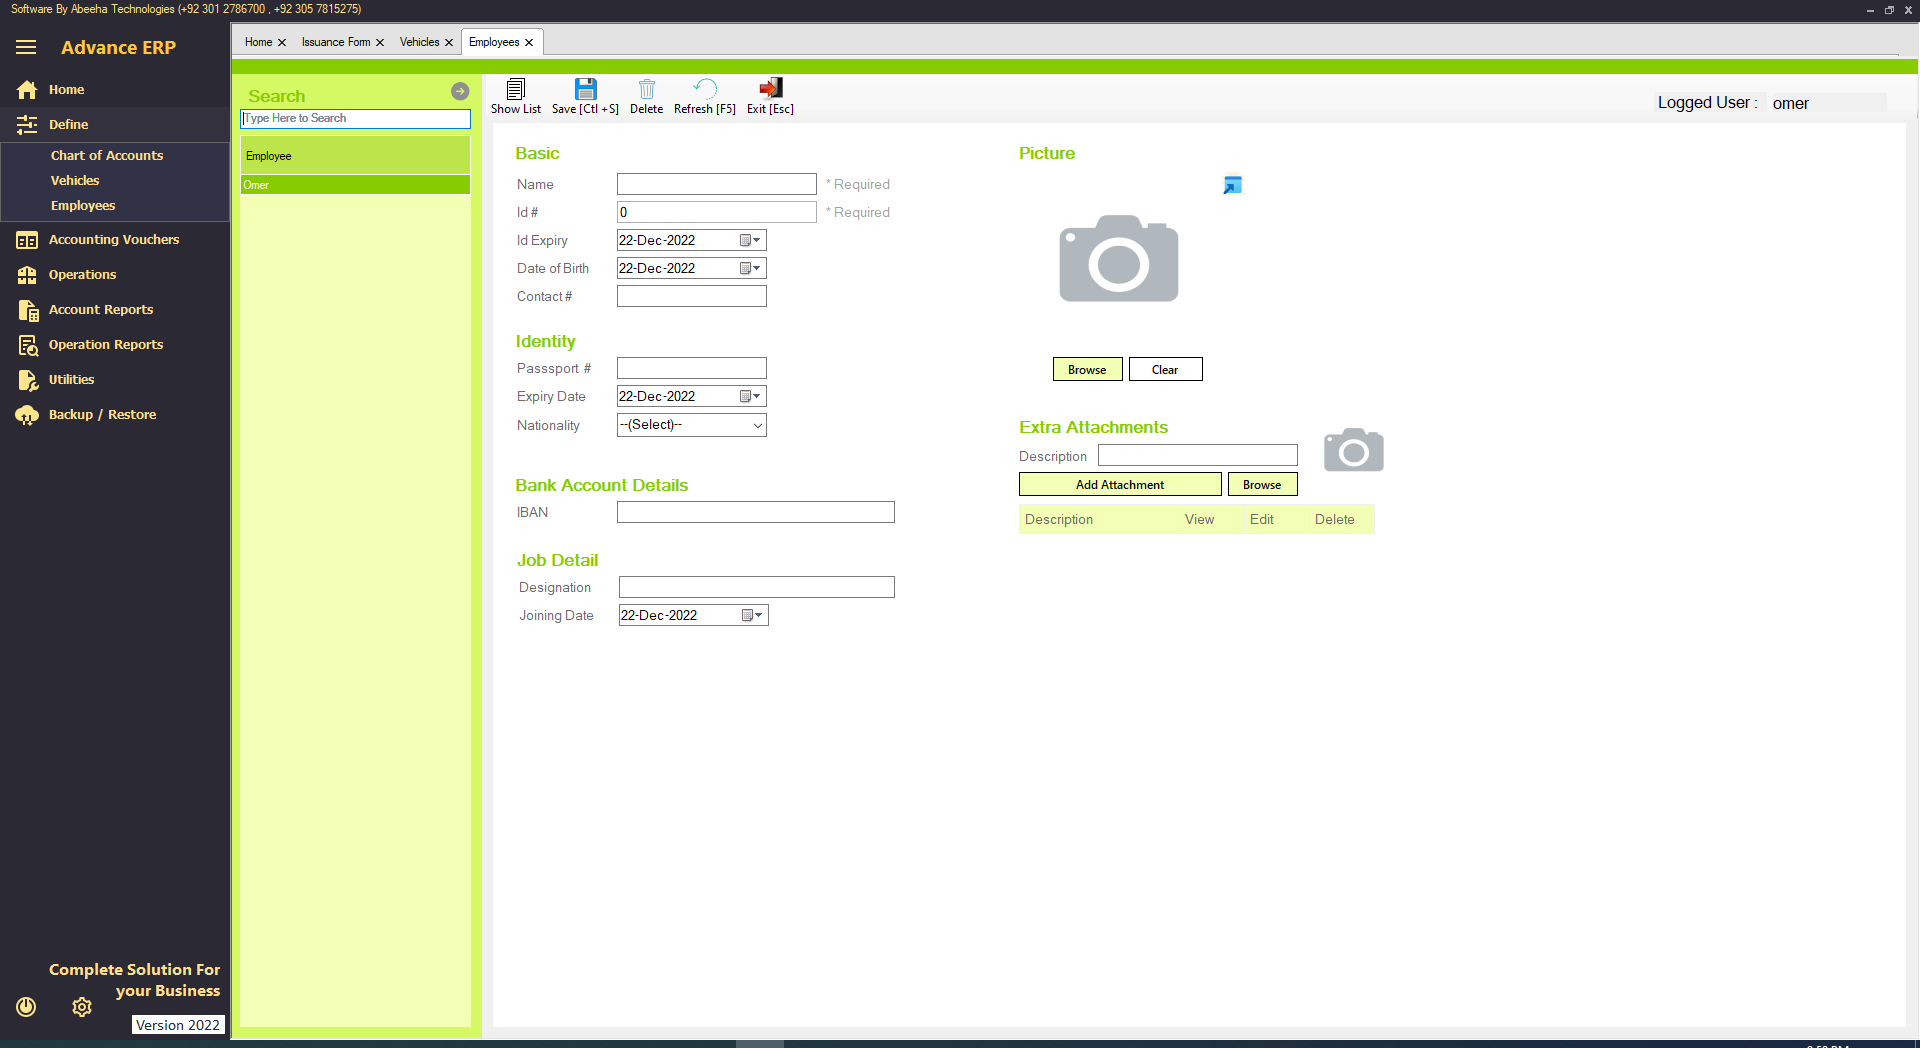 Software By Abeeha Technologies (+92 301 2786700 , +92 305 7815275)
Advance ERP
Home
Define
Chart of Accounts
Vehicles
Employees
Accounting Vouchers
Operations
Account Reports
Operation Reports
Utilities
Backup / Restore
Complete Solution For
your Business
Version 2022
Home Issuance Form Vehicles Employees
Search
Type Here to Search
Employee
Omer
Show List Save [Ctl +S] Delete Refresh [F5] Exit [Esc]
Logged User : omer
Basic
Name * Required
Id # 0 * Required
Id Expiry 22-Dec-2022
Date of Birth 22-Dec-2022
Contact #
Identity
Passsport #
Expiry Date 22-Dec-2022
Nationality --(Select)--
Bank Account Details
IBAN
Job Detail
Designation
Joining Date 22-Dec-2022
Picture
Browse Clear
Extra Attachments
Description
Add Attachment Browse
Description View Edit Delete